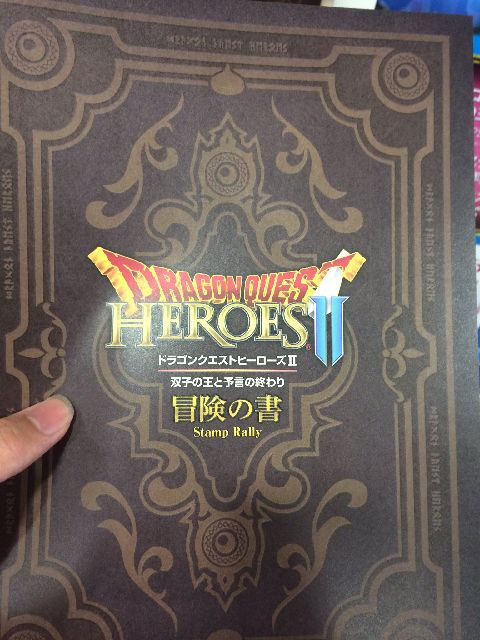 DRAGON QUEST
HEROES II
ドラゴンクエストヒーローズⅡ
双子の王と予言の終わり
冒険の書
Stamp Rally